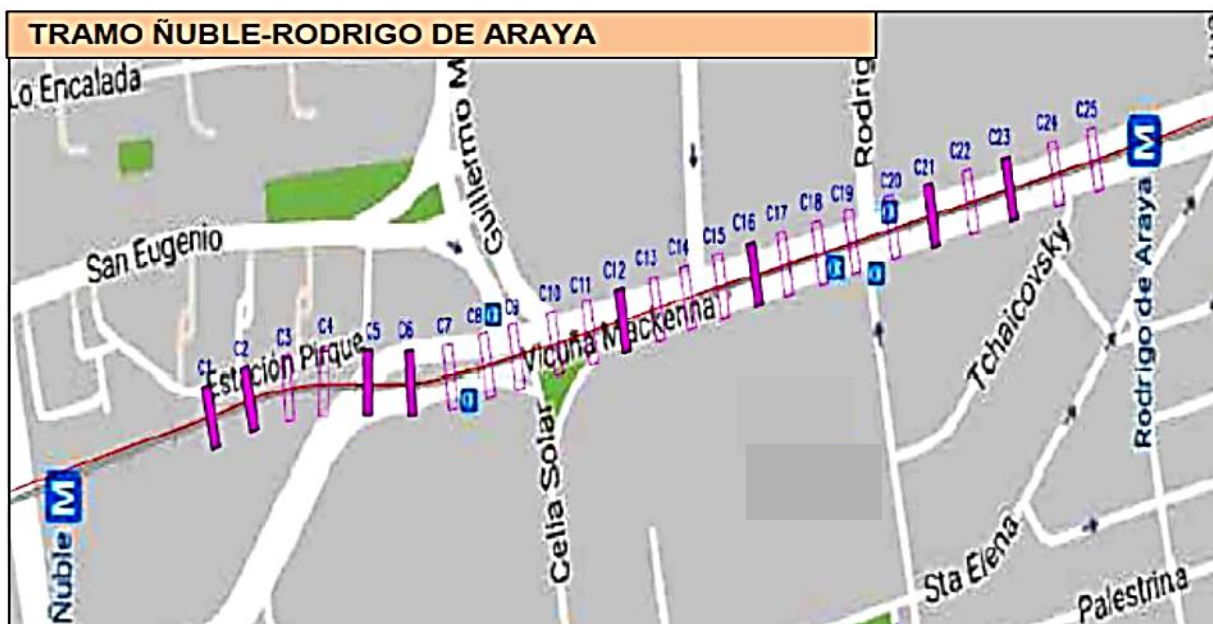 TRAMO ÑUBLE-RODRIGO DE ARAYA
Lo Encalada
Guillermo M
Rodrig
San Eugenio
Estación Pirque
Vicuña Mackenna
C1
C2
C3
C4
C5
C6
C7
C8
C9
C10
C11
C12
C13
C14
C15
C16
C17
C18
C19
C20
C21
C22
C23
C24
C25
M
Rodrigo de Araya
Tchaicovsky
M
Ñuble
Celia Solar
Sta Elena
Palestrina